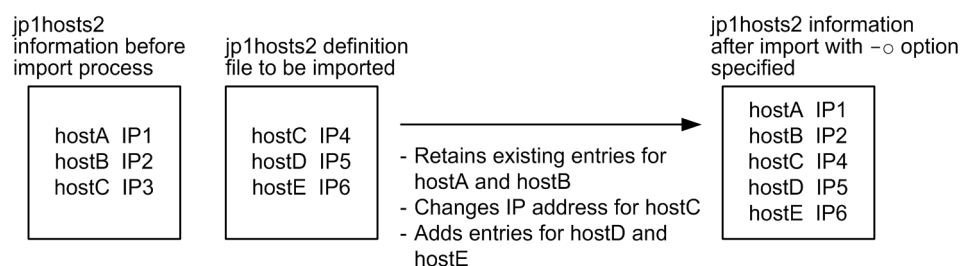 jp1hosts2
information before
import process
hostA IP1
hostB IP2
hostC IP3
jp1hosts2 definition
file to be imported
hostC IP4
hostD IP5
hostE IP6
- Retains existing entries for
hostA and hostB
- Changes IP address for hostC
- Adds entries for hostD and
hostE
jp1hosts2 information
after import with -o option
specified
hostA IP1
hostB IP2
hostC IP4
hostD IP5
hostE IP6